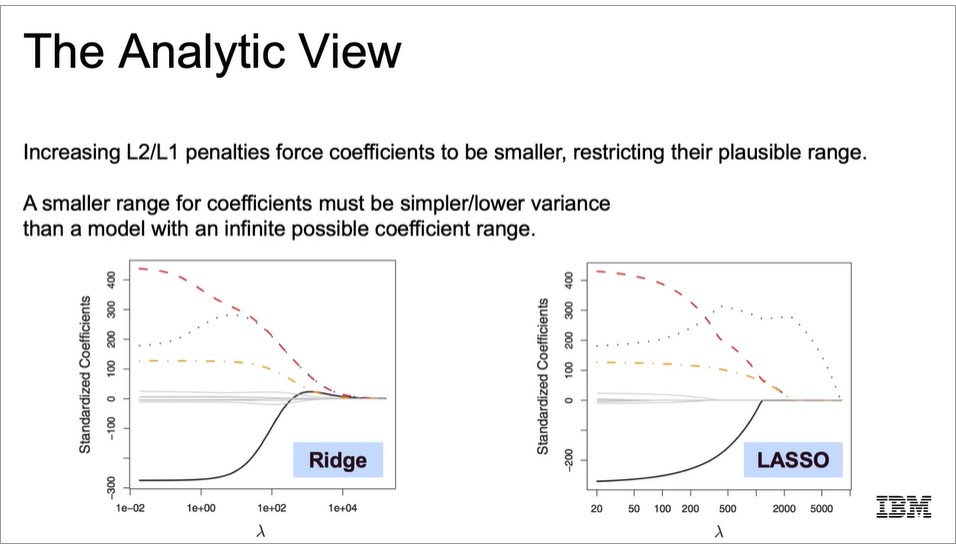 The Analytic View
Increasing L2/L1 penalties force coefficients to be smaller, restricting their plausible range.
A smaller range for coefficients must be simpler/lower variance
than a model with an infinite possible coefficient range.
Standardized Coefficients
400
300
200
100
0
-100
-300
1e-02 1e+00 1e+02 1e+04
λ
Ridge
Standardized Coefficients
400
300
200
100
0
-200
20 50 100 200 500 2000 5000
λ
LASSO
IBM